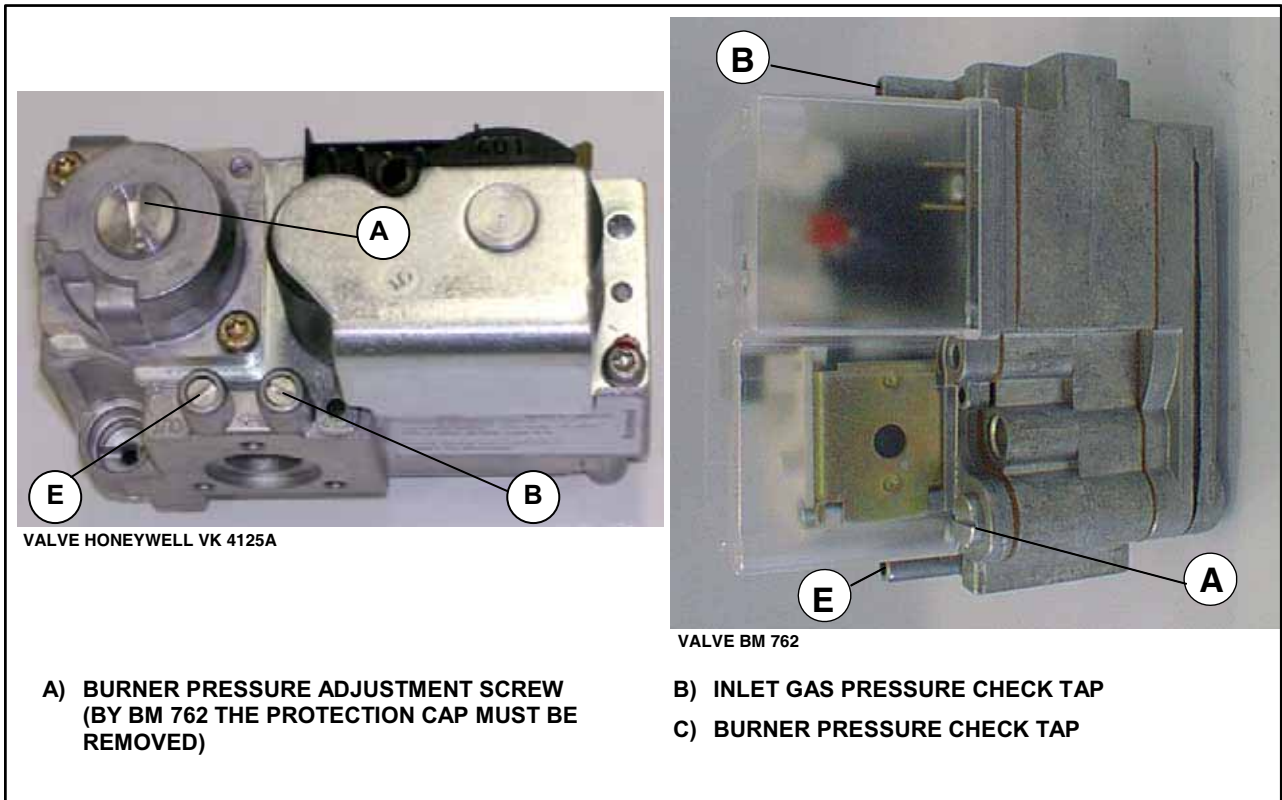 B
A
E
B
VALVE HONEYWELL VK 4125A
E
A
VALVE BM 762
A) BURNER PRESSURE ADJUSTMENT SCREW
(BY BM 762 THE PROTECTION CAP MUST BE
REMOVED)
B) INLET GAS PRESSURE CHECK TAP
C) BURNER PRESSURE CHECK TAP